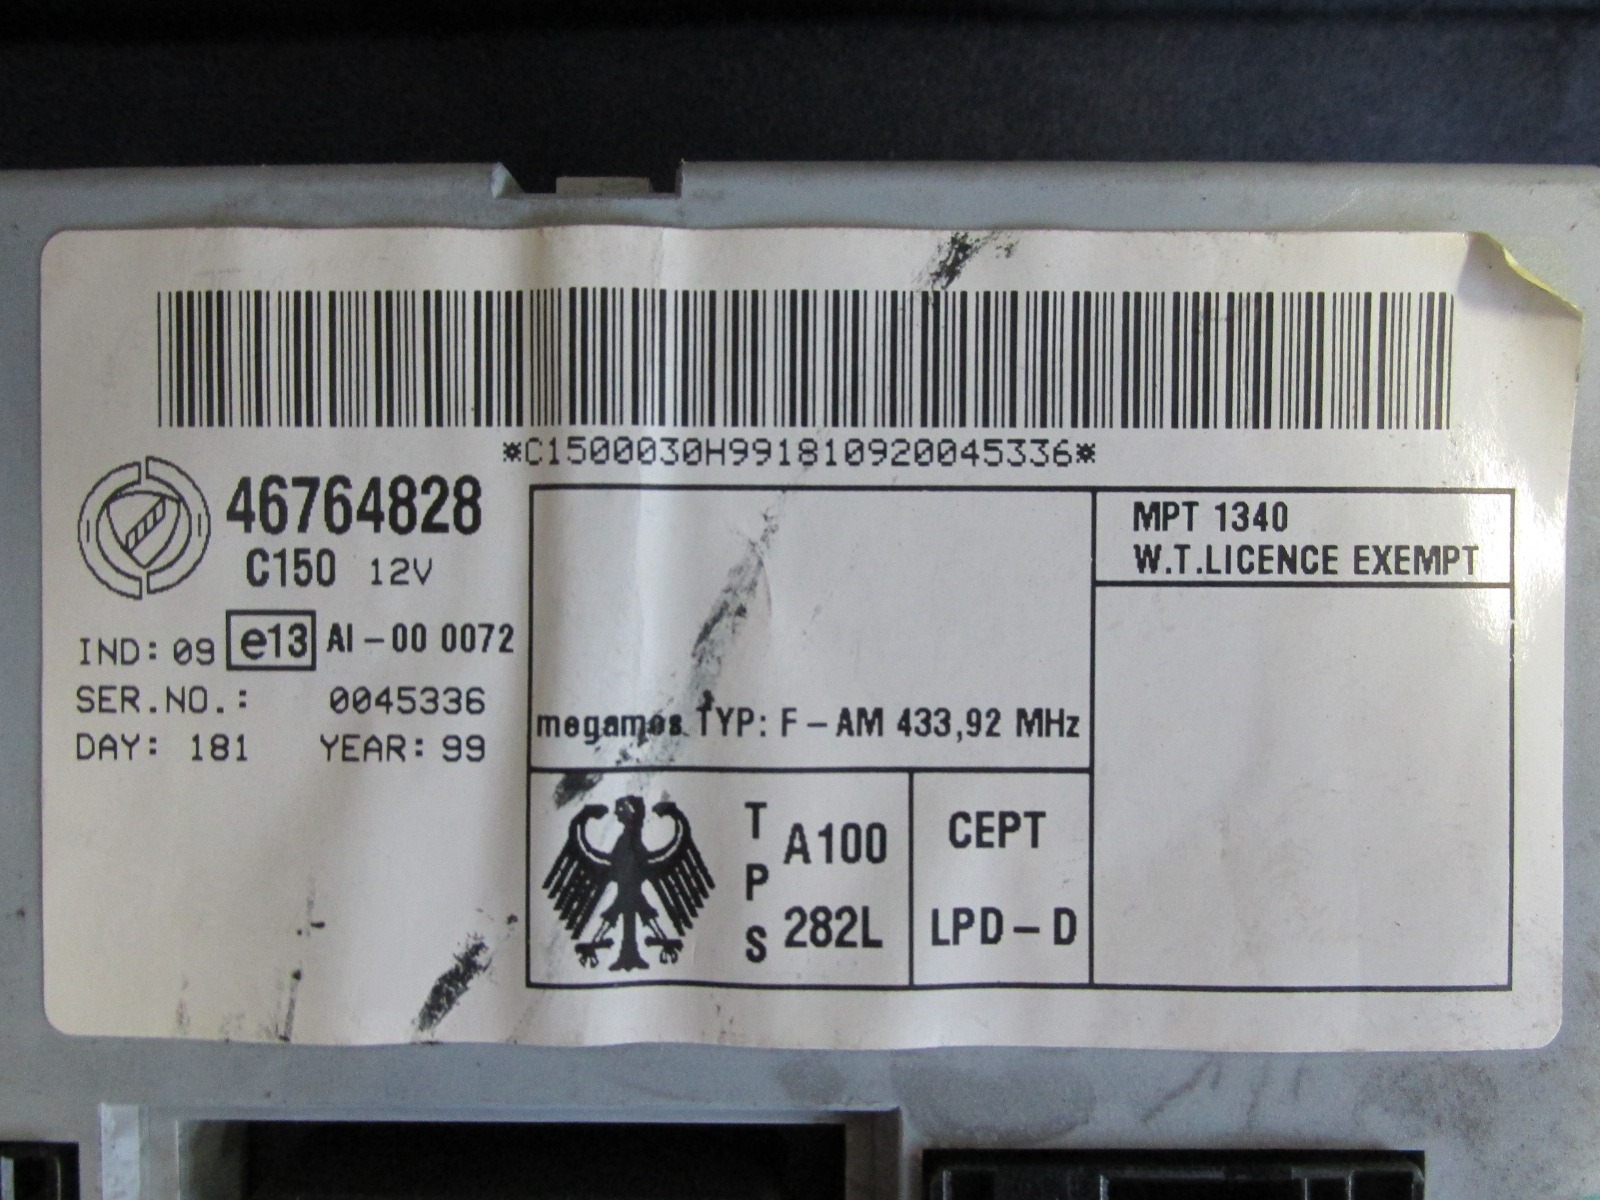 *C1500030H991810920045336*
46764828
C150 12V
IND: 09 e13 AI-00 0072
SER.NO.: 0045336
DAY: 181 YEAR: 99
megamos TYP: F-AM 433,92 MHz
MPT 1340
W.T.LICENCE EXEMPT
TPS
A100
282L
CEPT
LPD-D